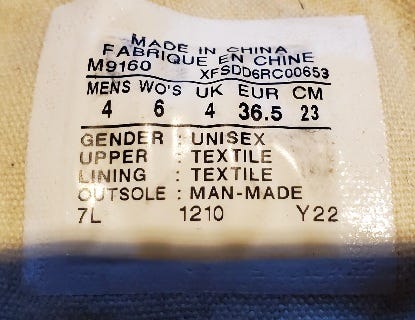 MADE IN CHINA
FABRIQUE EN CHINE
M9160 XFSDD6RC00653
MENS WO'S UK EUR CM
4 6 4 36.5 23
GENDER : UNISEX
UPPER : TEXTILE
LINING : TEXTILE
OUTSOLE : MAN-MADE
7L 1210 Y22